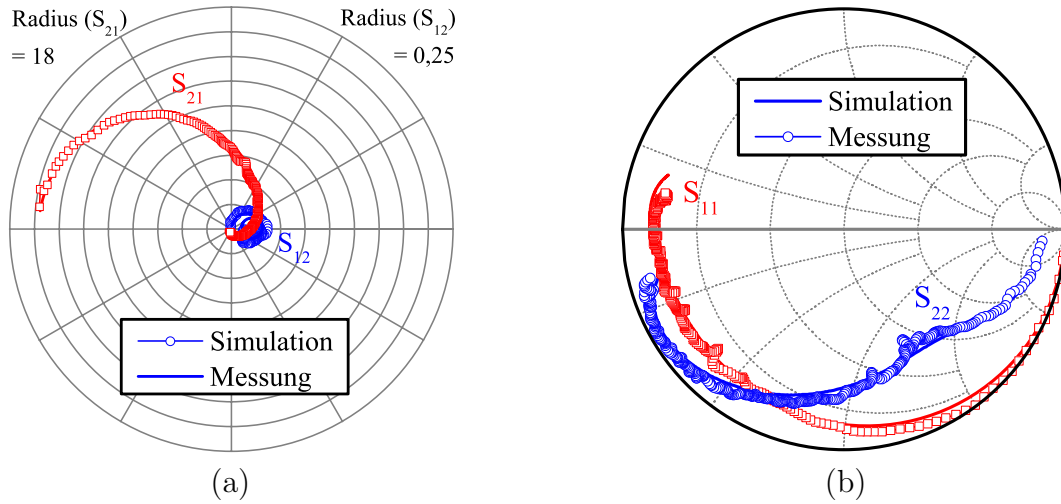 Radius (S21)
= 18
Radius (S12)
= 0,25
S21
S12
Simulation
Messung
(a)
Simulation
Messung
S11
S22
(b)